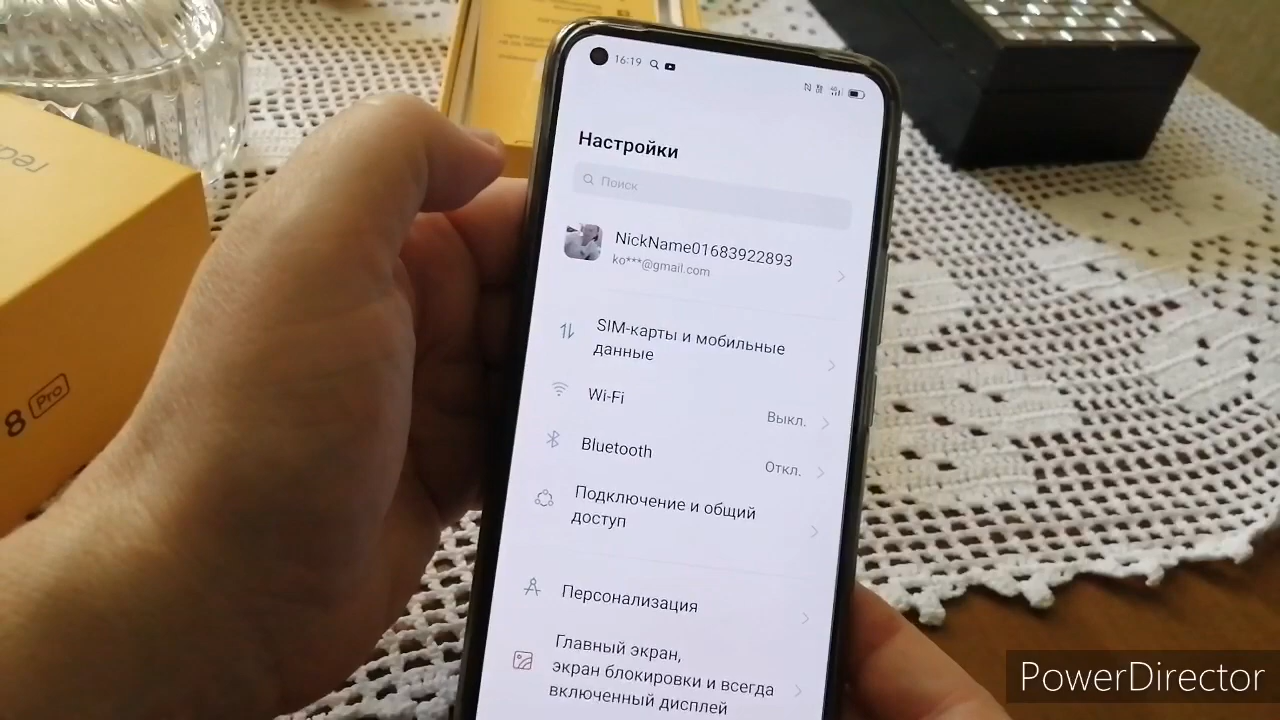 16:19
Настройки
Поиск
NickName01683922893
ko***@gmail.com
SIM-карты и мобильные
данные
Wi-Fi
Выкл.
Bluetooth
Откл.
Подключение и общий
доступ
Персонализация
Главный экран,
экран блокировки и всегда
включенный дисплей
8 Pro
PowerDirector